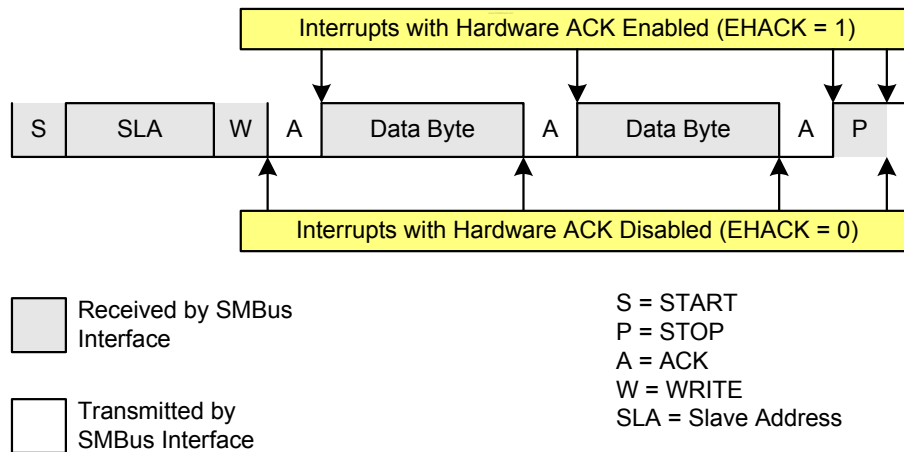 Interrupts with Hardware ACK Enabled (EHACK = 1)
S SLA W A Data Byte A Data Byte A P
Interrupts with Hardware ACK Disabled (EHACK = 0)
Received by SMBus
Interface
Transmitted by
SMBus Interface
S = START
P = STOP
A = ACK
W = WRITE
SLA = Slave Address